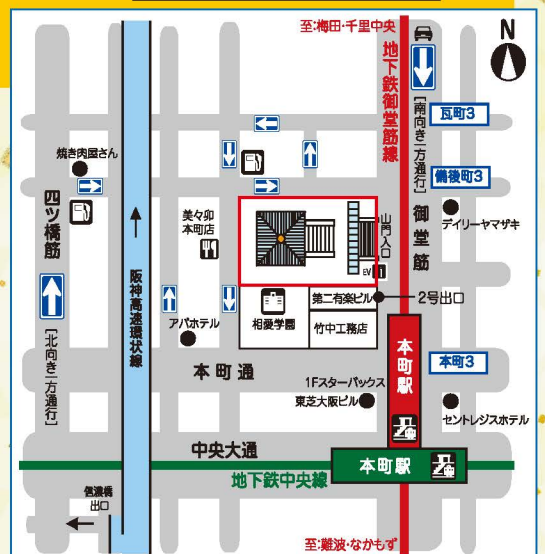 至:梅田・千里中央
N
地下鉄御堂筋線
[南向き一方通行]
瓦町3
焼き肉屋さん
備後町3
四ツ橋筋
美々卯
本町店
山門入口
御堂筋
デイリーヤマザキ
EV
阪神高速環状線
第二有楽ビル
2号出口
相愛学園
竹中工務店
アパホテル
[北向き一方通行]
本町駅
本町3
本町通
1Fスターバックス
東芝大阪ビル
セントレジスホテル
中央大通
本町駅
地下鉄中央線
信濃橋
出口
至:難波・なかもず